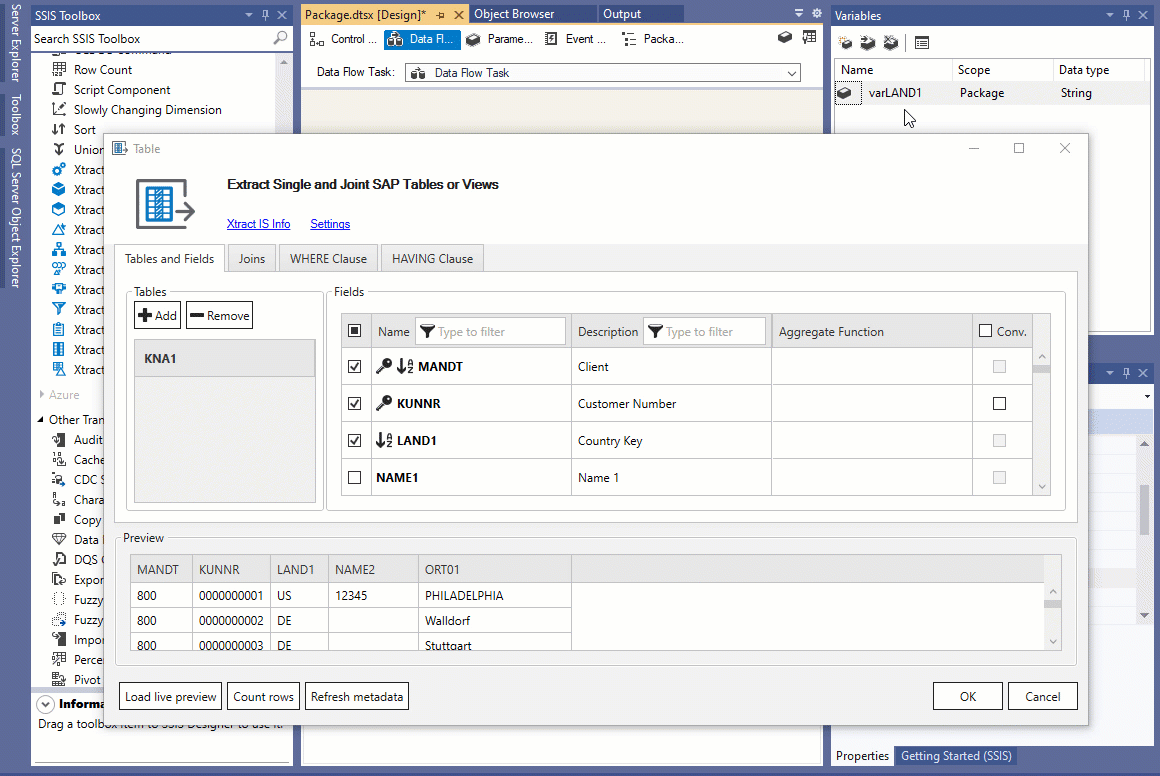 Server Explorer
Toolbox
SQL Server Object Explorer
SSIS Toolbox
Search SSIS Toolbox
Row Count
Script Component
Slowly Changing Dimension
Sort
Union
Xtract
Xtract
Xtract
Xtract
Xtract
Xtract
Xtract
Xtract
Xtract
Xtract
Xtract
Azure
Other Tran
Audit
Cache
CDC S
Chara
Copy
Data
DQS
Expor
Fuzzy
Fuzzy
Impor
Perce
Pivot
Informa
Drag a toolbox item to SSIS Designer to use it.
Package.dtsx [Design]*
Object Browser
Output
Control ...
Data Fl...
Parame...
Event ...
Packa...
Data Flow Task:
Data Flow Task
Variables
Name Scope Data type
varLAND1 Package String
Table
Extract Single and Joint SAP Tables or Views
Xtract IS Info Settings
Tables and Fields Joins WHERE Clause HAVING Clause
Tables
Add Remove
KNA1
Fields
Name Type to filter Description Type to filter Aggregate Function Conv.
MANDT Client
KUNNR Customer Number
LAND1 Country Key
NAME1 Name 1
Preview
MANDT KUNNR LAND1 NAME2 ORT01
800 0000000001 US 12345 PHILADELPHIA
800 0000000002 DE Walldorf
800 0000000003 DE Stuttgart
Load live preview Count rows Refresh metadata OK Cancel
Properties Getting Started (SSIS)